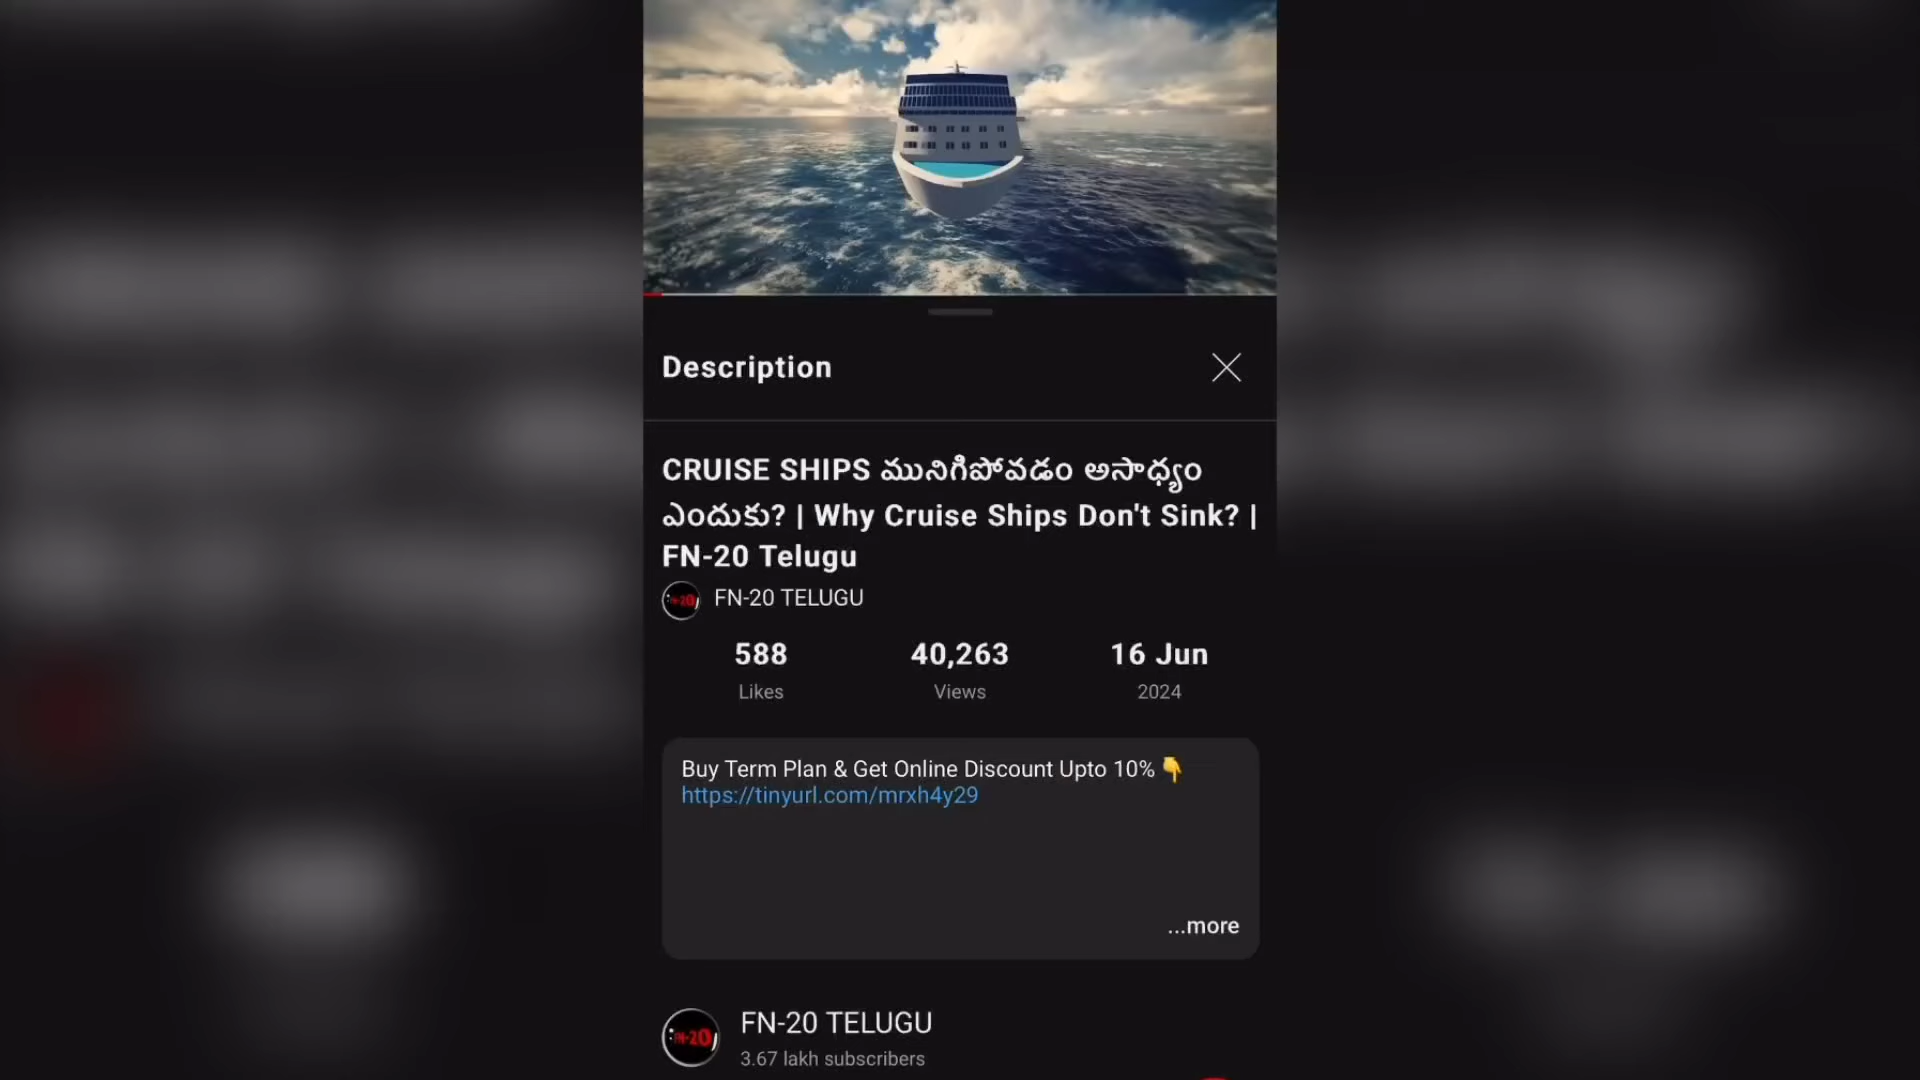 Description
CRUISE SHIPS మునిగిపోవడం అసాధ్యం
ఎందుకు? | Why Cruise Ships Don't Sink? |
FN-20 Telugu
FN-20 TELUGU
588 40,263 16 Jun
Likes Views 2024
Buy Term Plan & Get Online Discount Upto 10% 👇
https://tinyurl.com/mrxh4y29
...more
FN-20
FN-20 TELUGU
3.67 lakh subscribers